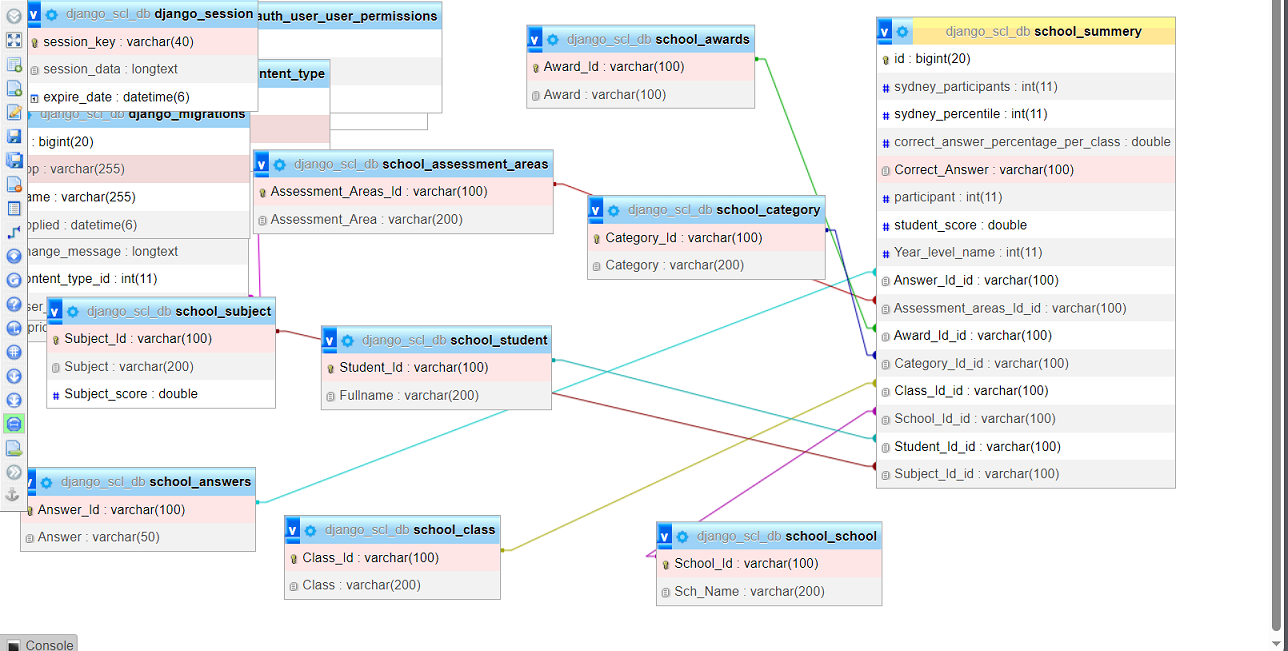 django_scl_db django_session
session_key : varchar(40)
session_data : longtext
expire_date : datetime(6)
auth_user_user_permissions
ntent_type
django_scl_db django_migrations
: bigint(20)
: varchar(255)
ame : varchar(255)
pplied : datetime(6)
hange_message : longtext
ontent_type_id : int(11)
django_scl_db school_awards
Award_Id : varchar(100)
Award : varchar(100)
django_scl_db school_assessment_areas
Assessment_Areas_Id : varchar(100)
Assessment_Area : varchar(200)
django_scl_db school_category
Category_Id : varchar(100)
Category : varchar(200)
django_scl_db school_summery
id : bigint(20)
sydney_participants : int(11)
sydney_percentile : int(11)
correct_answer_percentage_per_class : double
Correct_Answer : varchar(100)
participant : int(11)
student_score : double
Year_level_name : int(11)
Answer_Id_id : varchar(100)
Assessment_areas_Id_id : varchar(100)
Award_Id_id : varchar(100)
Category_Id_id : varchar(100)
Class_Id_id : varchar(100)
School_Id_id : varchar(100)
Student_Id_id : varchar(100)
Subject_Id_id : varchar(100)
django_scl_db school_subject
Subject_Id : varchar(100)
Subject : varchar(200)
Subject_score : double
django_scl_db school_student
Student_Id : varchar(100)
Fullname : varchar(200)
django_scl_db school_answers
Answer_Id : varchar(100)
Answer : varchar(50)
django_scl_db school_class
Class_Id : varchar(100)
Class : varchar(200)
django_scl_db school_school
School_Id : varchar(100)
Sch_Name : varchar(200)
Console